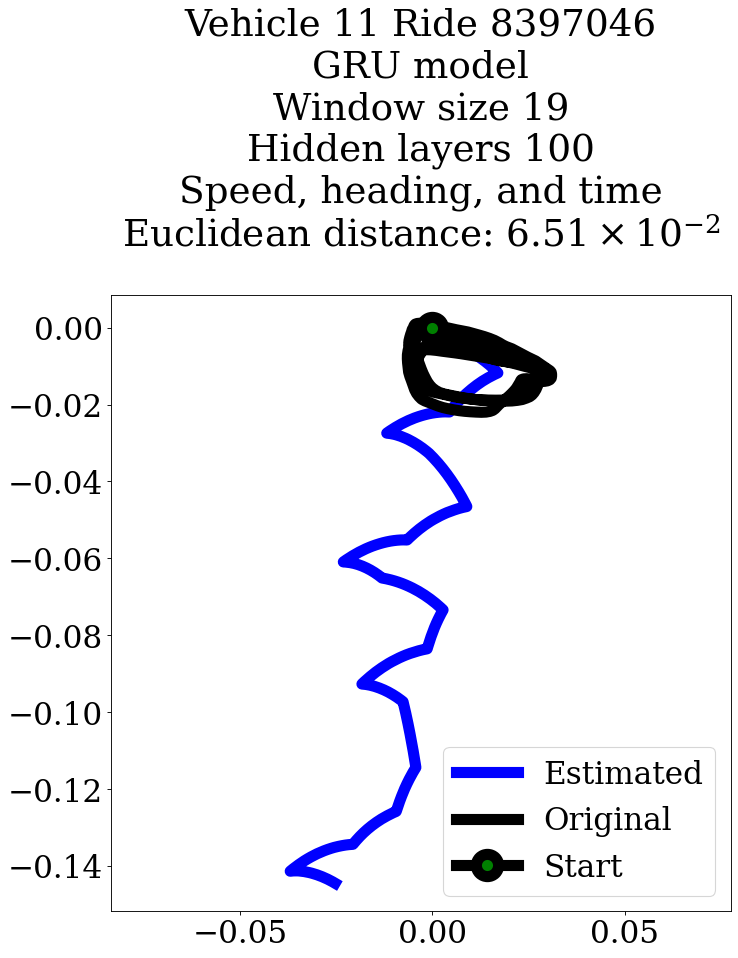 Vehicle 11 Ride 8397046
GRU model
Window size 19
Hidden layers 100
Speed, heading, and time
Euclidean distance: 6.51 × 10⁻²
0.00
−0.02
−0.04
−0.06
−0.08
−0.10
−0.12
−0.14
Estimated
Original
Start
−0.05
0.00
0.05